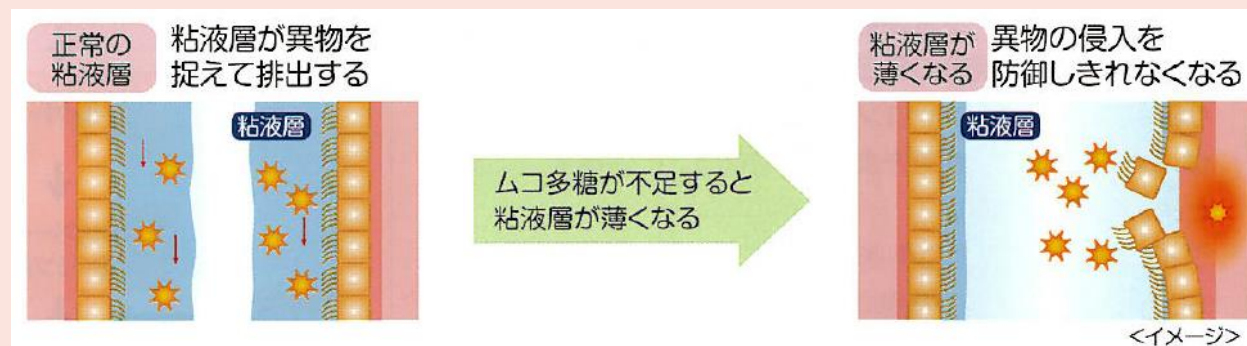 正常の
粘液層
粘液層が異物を
捉えて排出する
粘液層
ムコ多糖が不足すると
粘液層が薄くなる
粘液層が
薄くなる
異物の侵入を
防御しきれなくなる
粘液層
<イメージ>